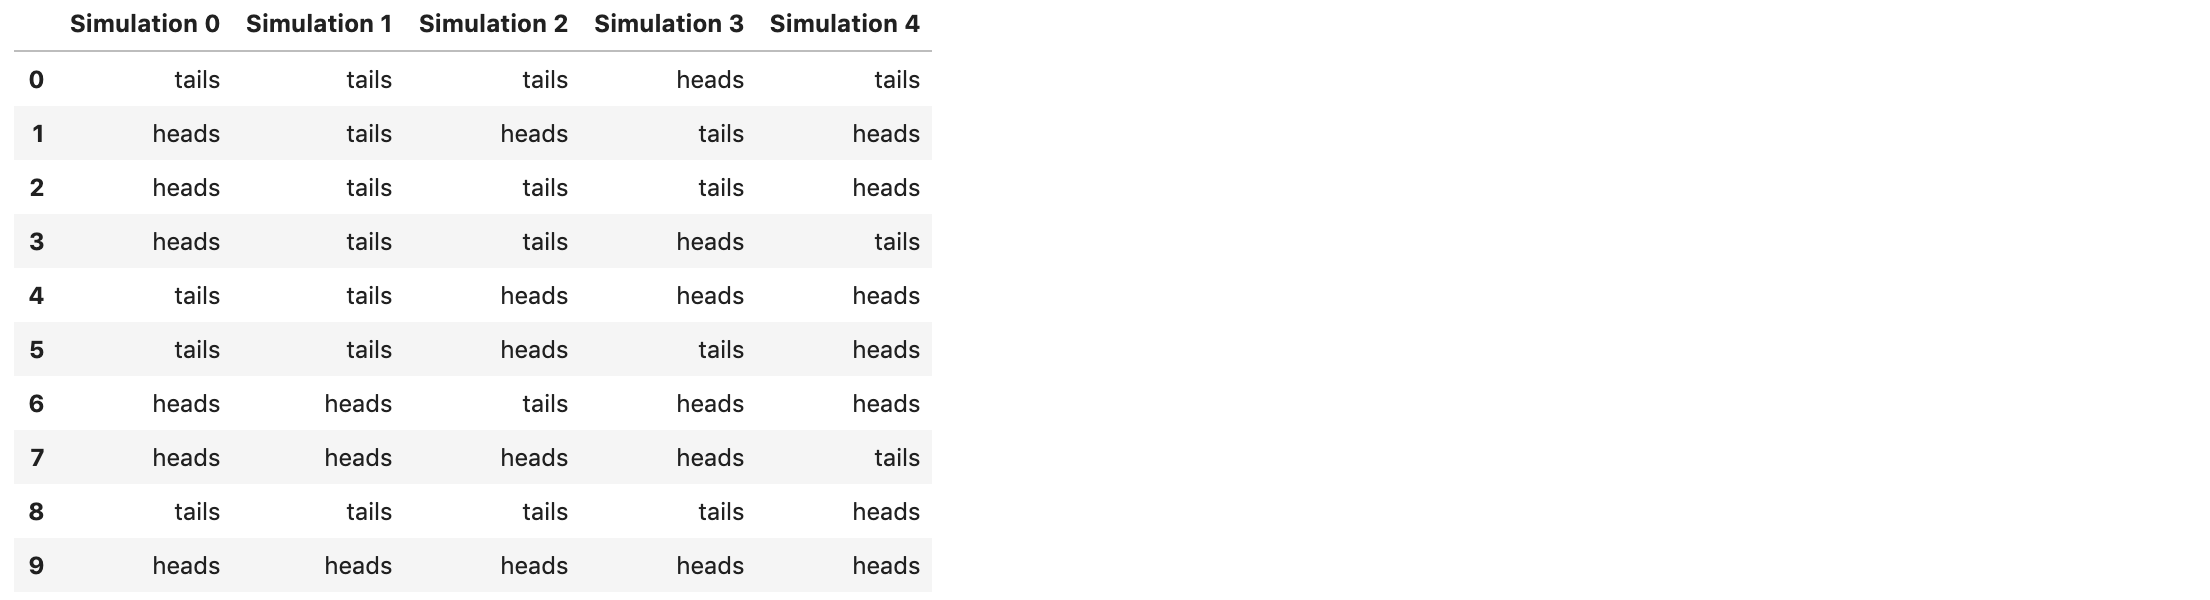 Simulation 0 Simulation 1 Simulation 2 Simulation 3 Simulation 4
0 tails tails tails heads tails
1 heads tails heads tails heads
2 heads tails tails tails heads
3 heads tails tails heads tails
4 tails tails heads heads heads
5 tails tails heads tails heads
6 heads heads tails heads heads
7 heads heads heads heads tails
8 tails tails tails tails heads
9 heads heads heads heads heads